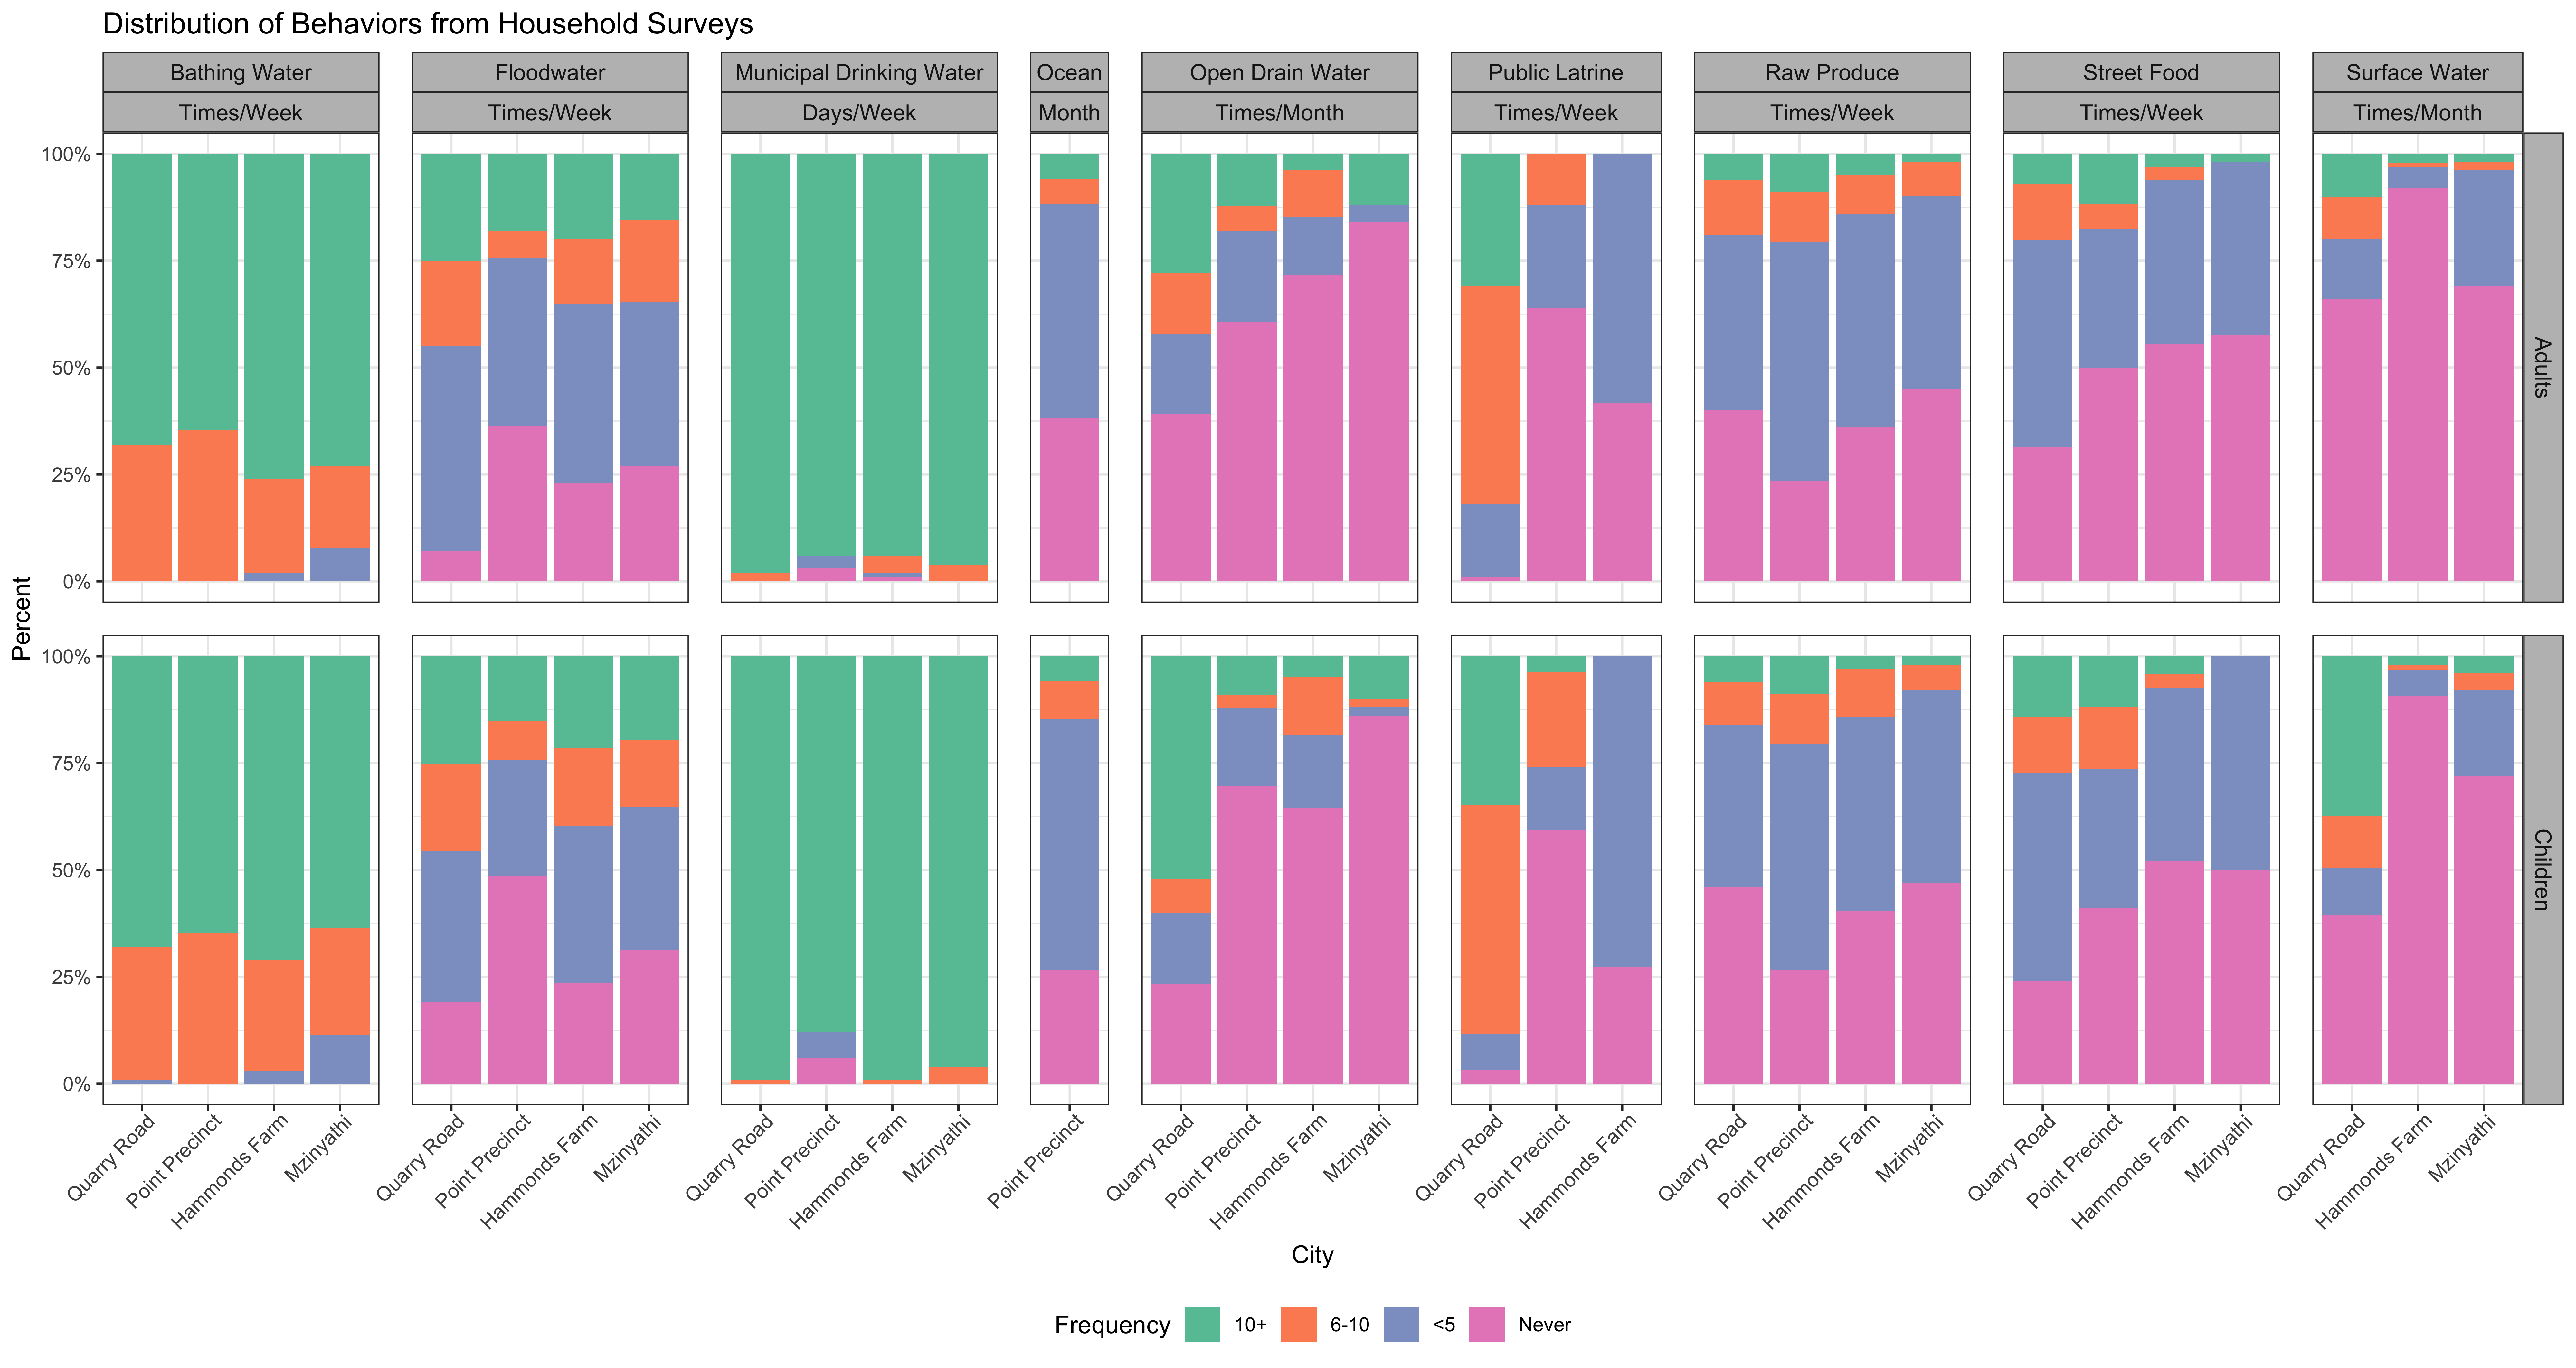 Distribution of Behaviors from Household Surveys
Bathing Water Floodwater Municipal Drinking Water Ocean Open Drain Water Public Latrine Raw Produce Street Food Surface Water
Times/Week Times/Week Days/Week Month Times/Month Times/Week Times/Week Times/Week Times/Month
100%
75%
50%
25%
0%
Adults
Percent
100%
75%
50%
25%
0%
Children
Quarry Road Point Precinct Hammonds Farm Mzinyathi Quarry Road Point Precinct Hammonds Farm Mzinyathi Quarry Road Point Precinct Hammonds Farm Mzinyathi Point Precinct Quarry Road Point Precinct Hammonds Farm Mzinyathi Quarry Road Point Precinct Hammonds Farm Quarry Road Point Precinct Hammonds Farm Mzinyathi Quarry Road Point Precinct Hammonds Farm Mzinyathi Quarry Road Hammonds Farm Mzinyathi
City
Frequency 10+ 6-10 <5 Never